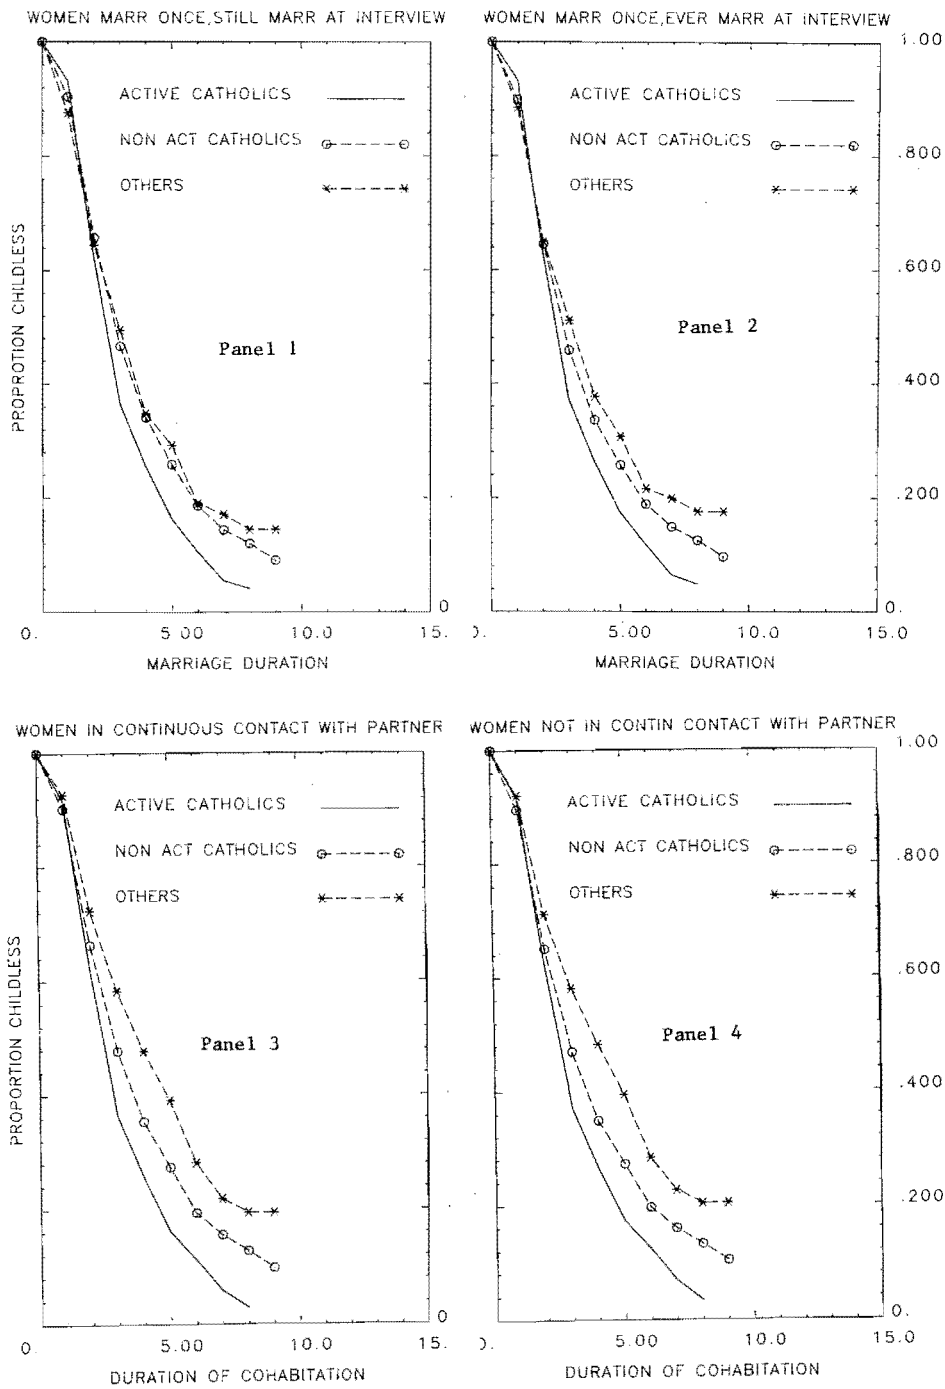 WOMEN MARR ONCE,STILL MARR AT INTERVIEW
ACTIVE CATHOLICS
NON ACT CATHOLICS
OTHERS
PROPROTION CHILDLESS
Panel 1
0
0. 5.00 10.0 15.
MARRIAGE DURATION
WOMEN MARR ONCE,EVER MARR AT INTERVIEW
1.00
ACTIVE CATHOLICS
NON ACT CATHOLICS
.800
OTHERS
.600
Panel 2
.400
.200
0.
5.00 10.0 15.0
MARRIAGE DURATION
WOMEN IN CONTINUOUS CONTACT WITH PARTNER
ACTIVE CATHOLICS
NON ACT CATHOLICS
OTHERS
PROPORTION CHILDLESS
Panel 3
0
0. 5.00 10.0 15.
DURATION OF COHABITATION
WOMEN NOT IN CONTIN CONTACT WITH PARTNER
1.00
ACTIVE CATHOLICS
NON ACT CATHOLICS
.800
OTHERS
.600
Panel 4
.400
.200
0.
5.00 10.0 15.0
DURATION OF COHABITATION